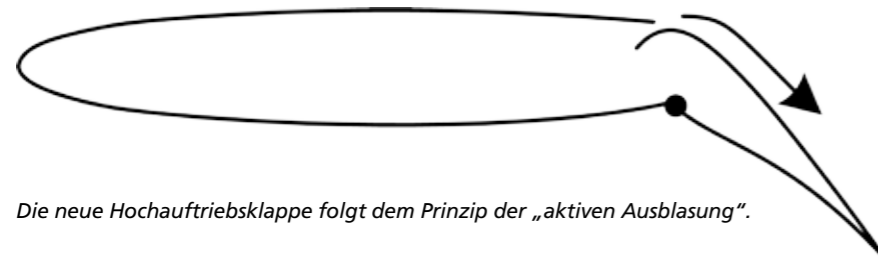 Die neue Hochauftriebsklappe folgt dem Prinzip der „aktiven Ausblasung“.